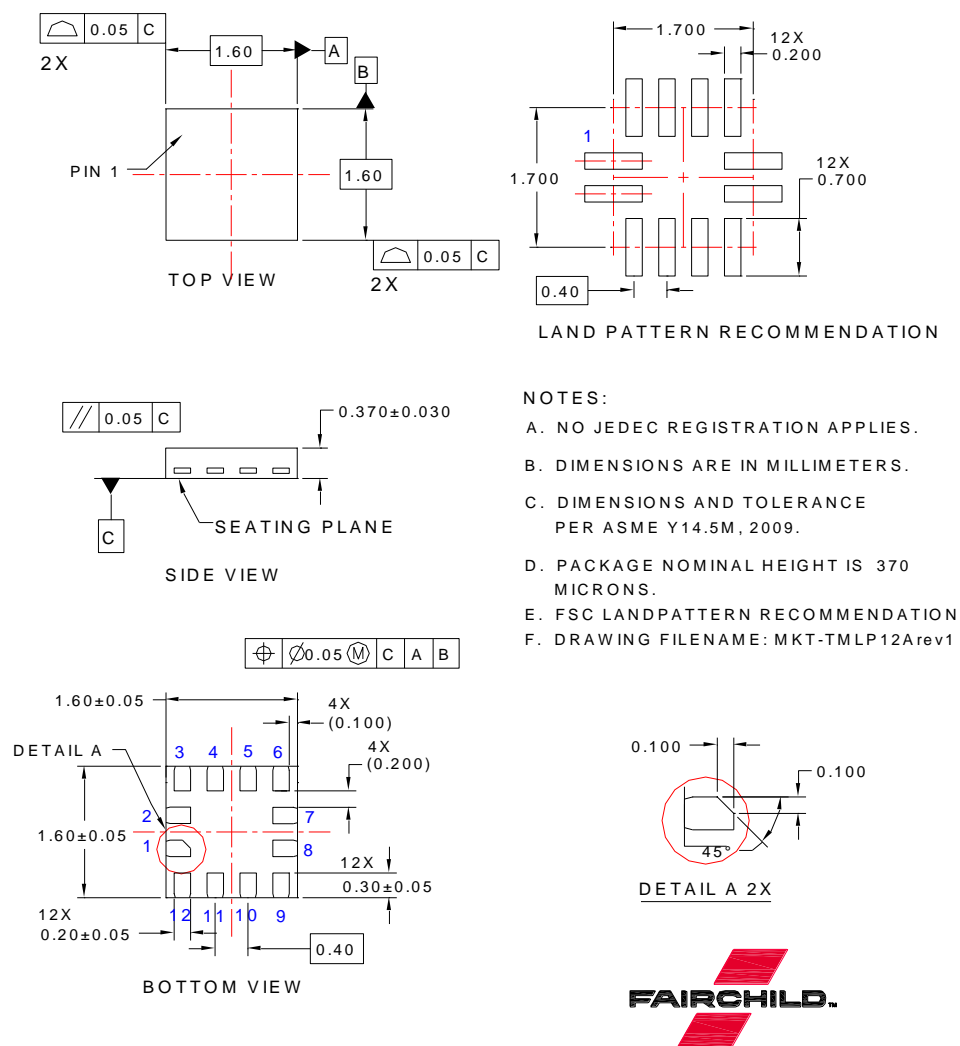 0.05 C
2X
1.60
A
B
PIN 1
1.60
0.05 C
2X
TOP VIEW
1.700
12X
0.200
1
1.700
12X
0.700
0.40
LAND PATTERN RECOMMENDATION
// 0.05 C
0.370±0.030
C
SEATING PLANE
SIDE VIEW
NOTES:
A. NO JEDEC REGISTRATION APPLIES.
B. DIMENSIONS ARE IN MILLIMETERS.
C. DIMENSIONS AND TOLERANCE
PER ASME Y14.5M, 2009.
D. PACKAGE NOMINAL HEIGHT IS 370
MICRONS.
E. FSC LANDPATTERN RECOMMENDATION
F. DRAWING FILENAME: MKT-TMLP12Arev1
⌖ Ø0.05 Ⓜ C A B
1.60±0.05
4X
(0.100)
DETAIL A
3 4 5 6
4X
(0.200)
2
7
1.60±0.05
1
8
12X
0.30±0.05
12 11 10 9
12X
0.20±0.05
0.40
BOTTOM VIEW
0.100
0.100
45°
DETAIL A 2X
FAIRCHILD™